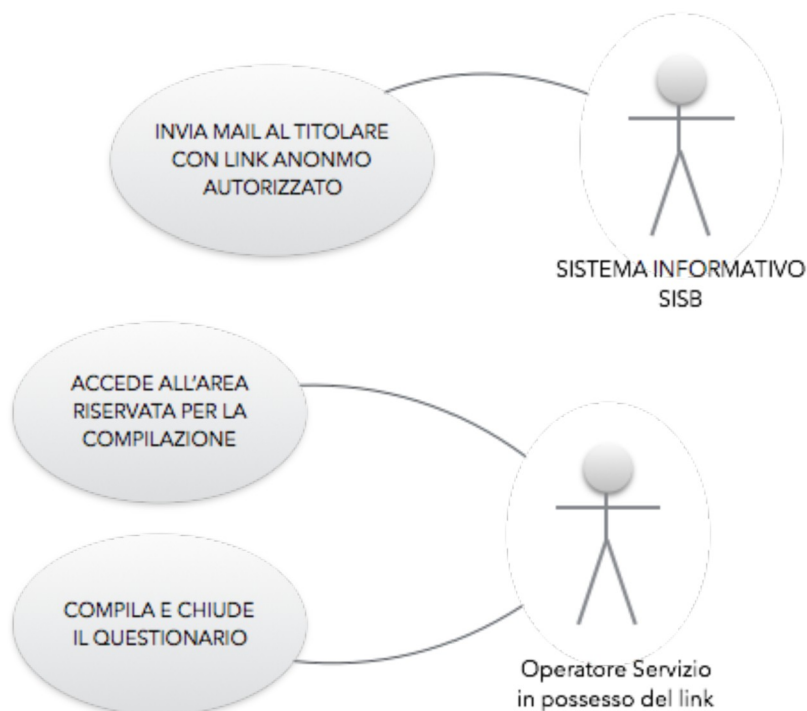 INVIA MAIL AL TITOLARE
CON LINK ANONMO
AUTORIZZATO
SISTEMA INFORMATIVO
SISB
ACCEDE ALL'AREA
RISERVATA PER LA
COMPILAZIONE
COMPILA E CHIUDE
IL QUESTIONARIO
Operatore Servizio
in possesso del link